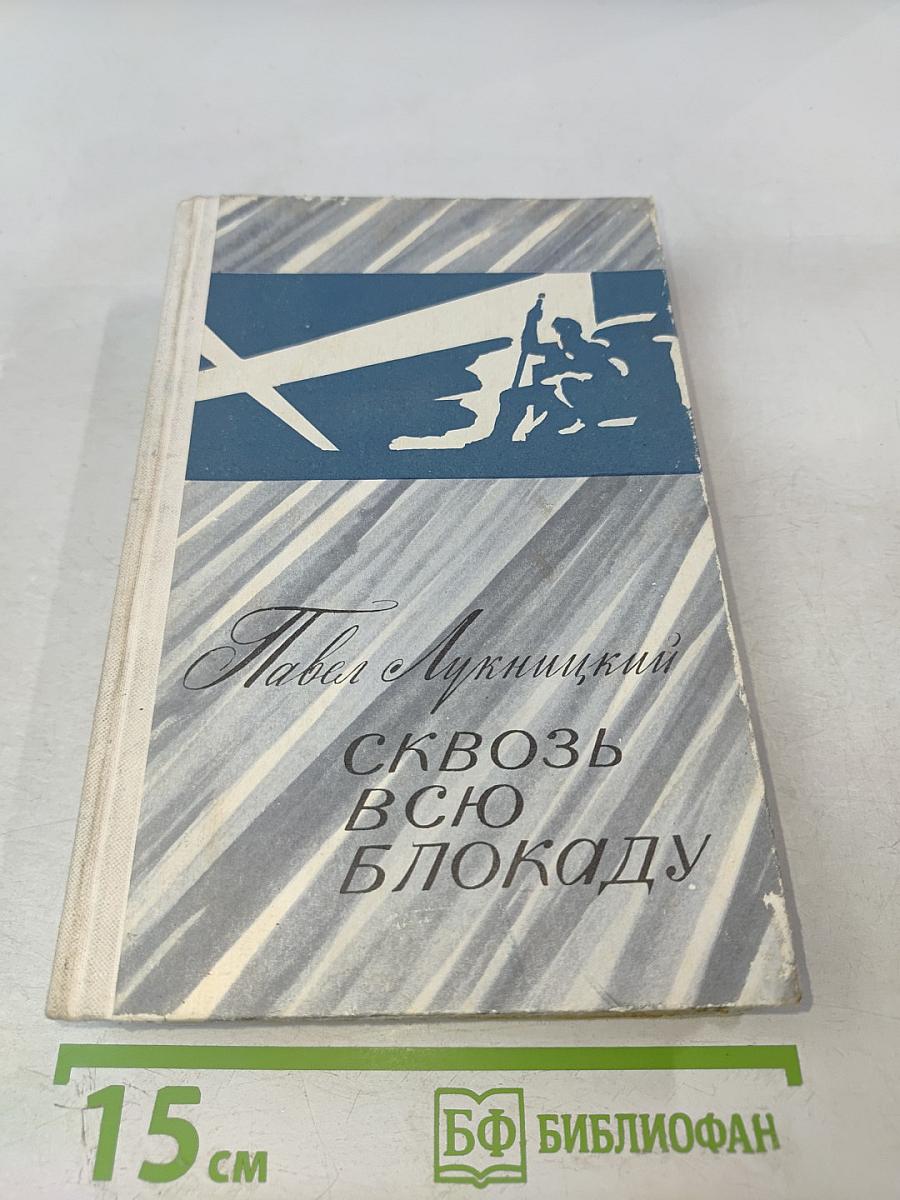 Павел Лукницкий
СКВОЗЬ
ВСЮ
БЛОКАДУ
15 см
БФ БИБЛИОФАН